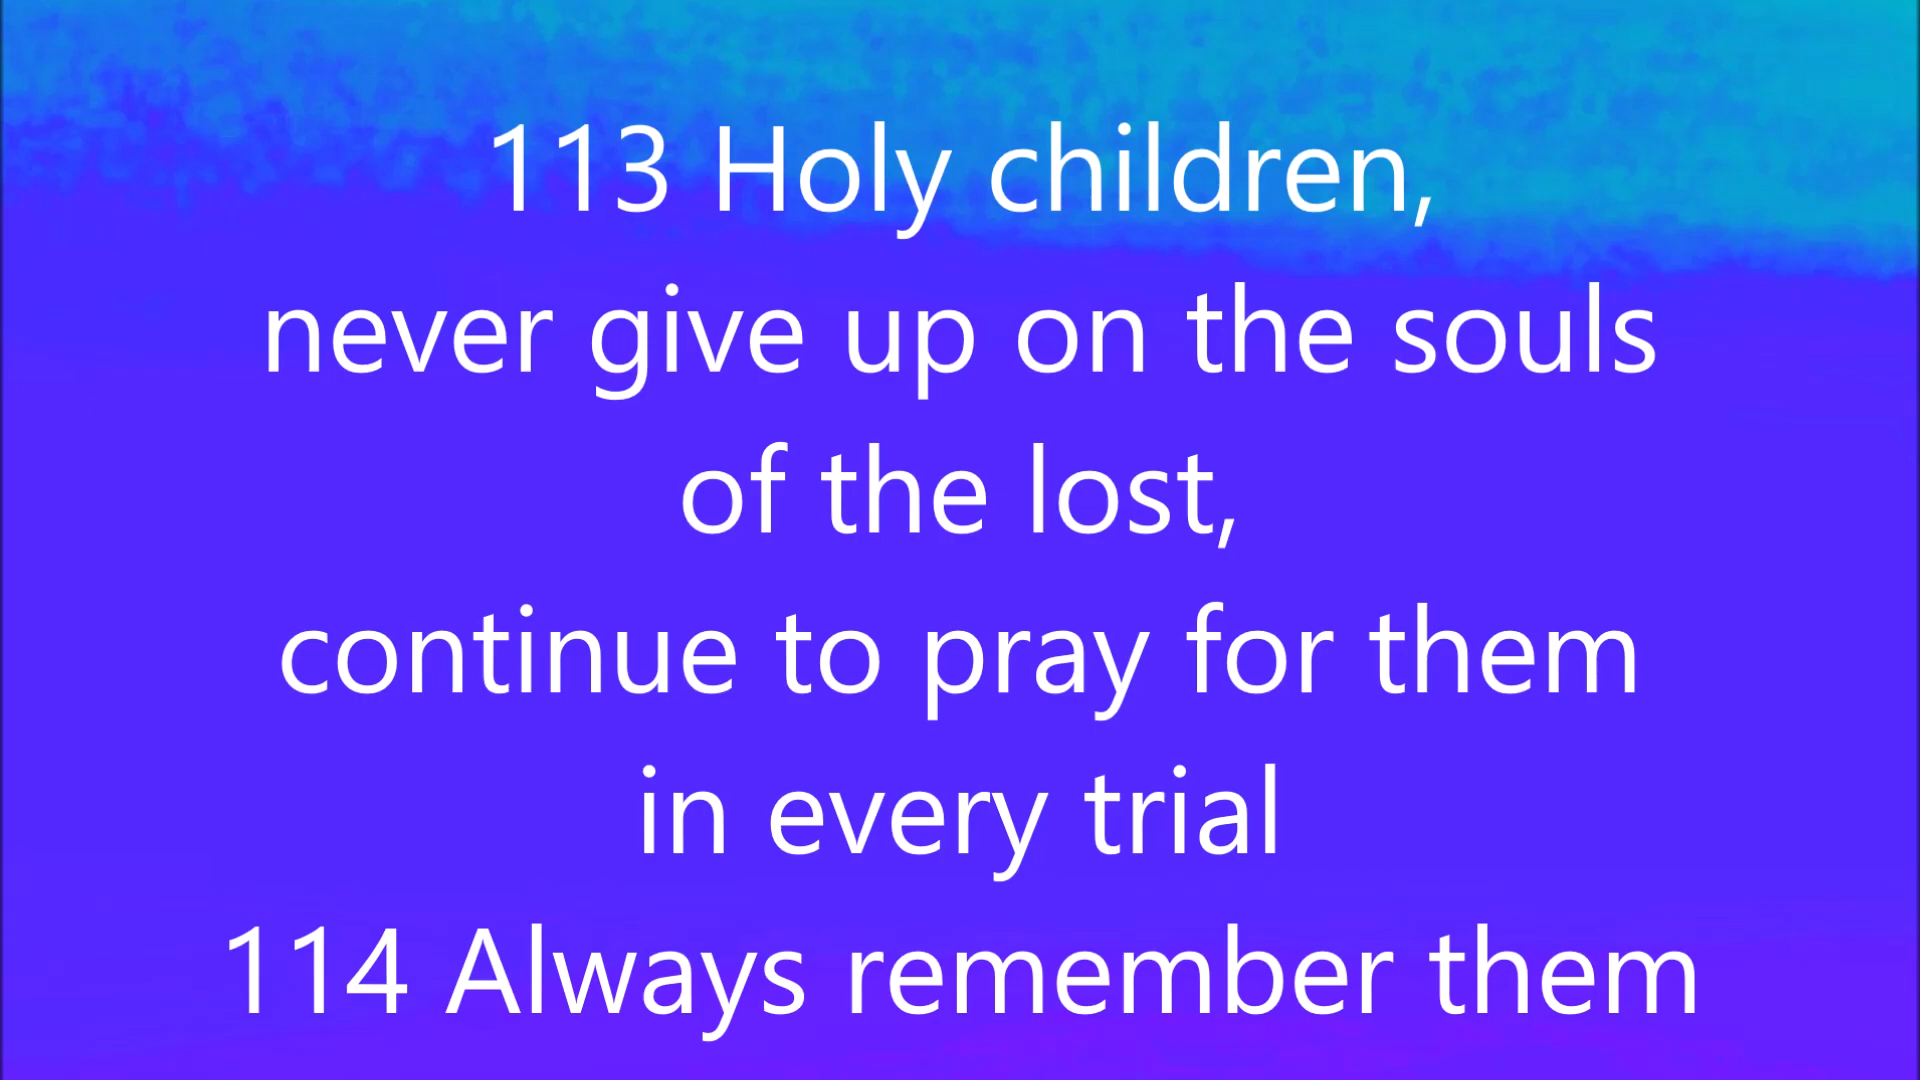 113 Holy children,
never give up on the souls
of the lost,
continue to pray for them
in every trial
114 Always remember them